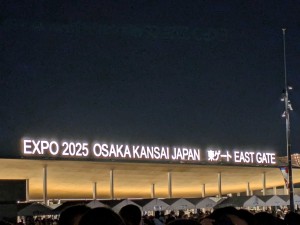 EXPO 2025 OSAKA KANSAI JAPAN 東ゲート EAST GATE